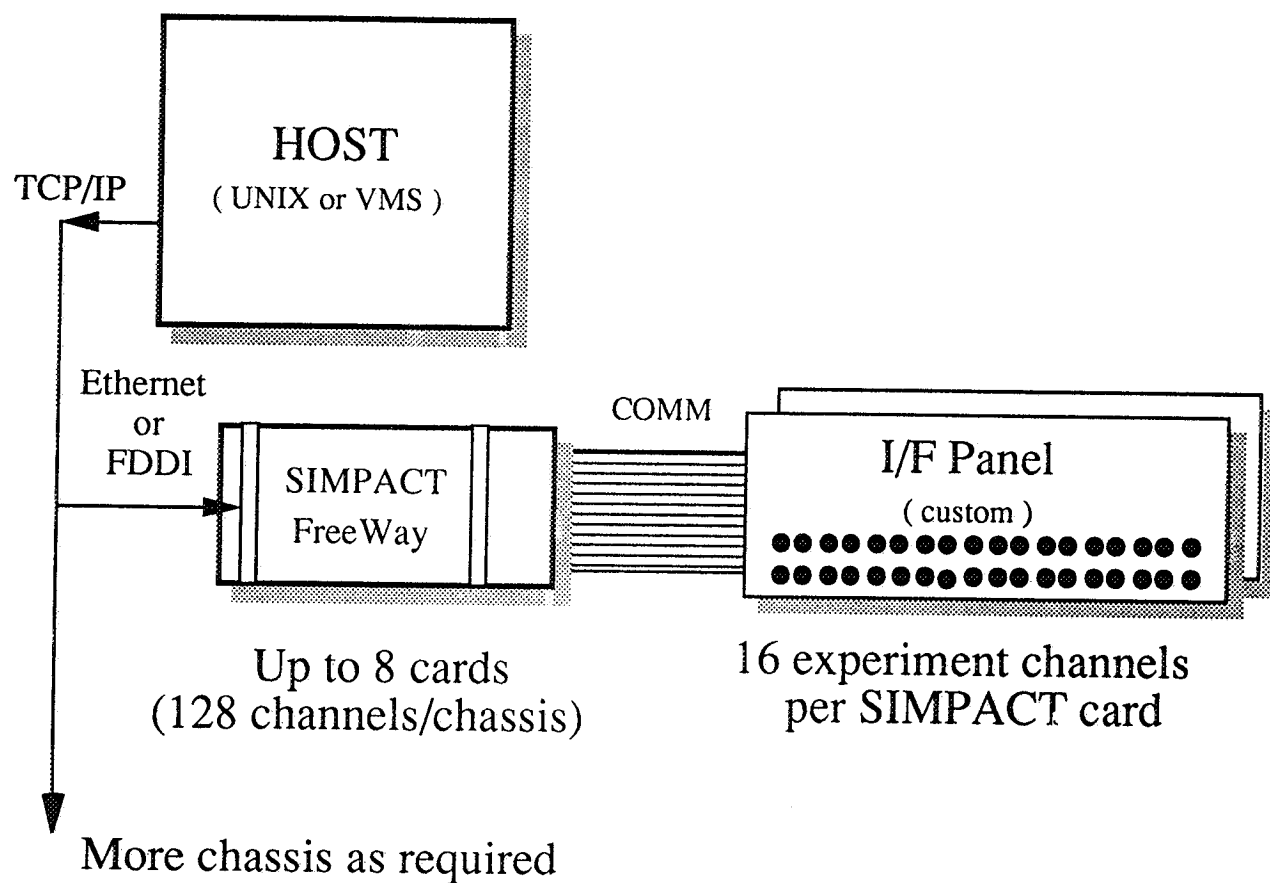 HOST
( UNIX or VMS )
TCP/IP
Ethernet
or
FDDI
SIMPACT
FreeWay
COMM
I/F Panel
( custom )
Up to 8 cards
(128 channels/chassis)
16 experiment channels
per SIMPACT card
More chassis as required